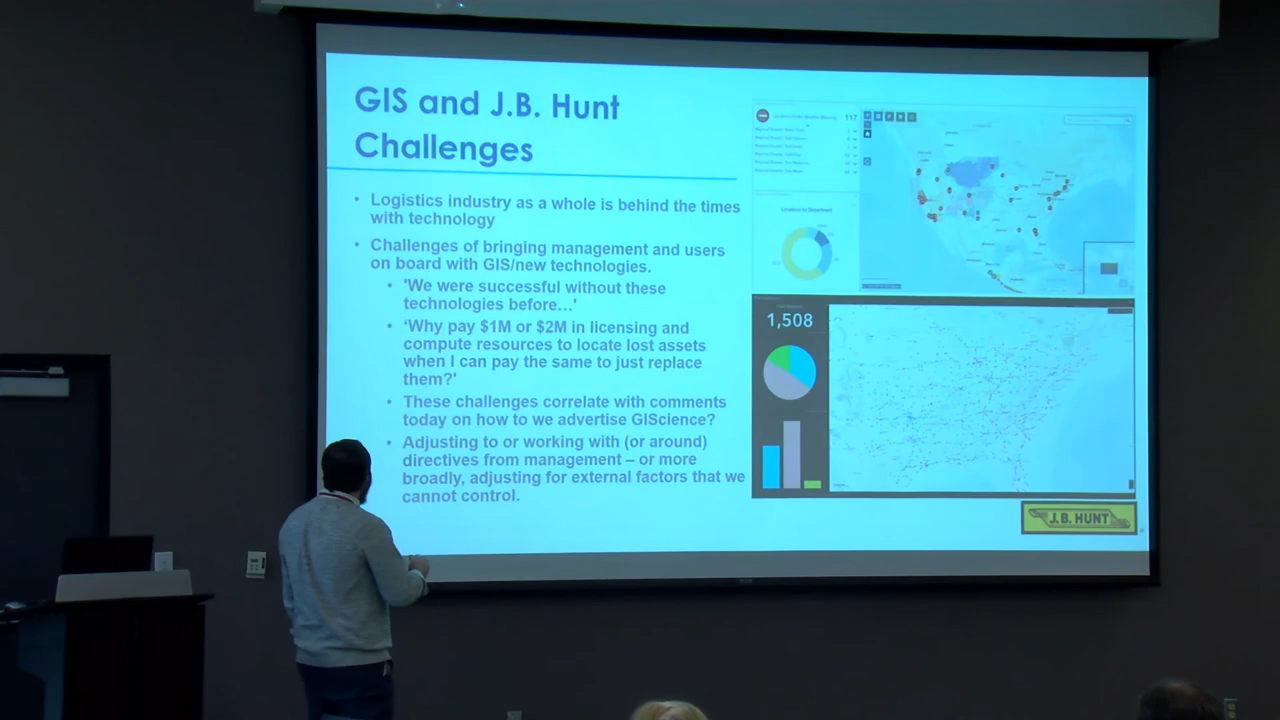 GIS and J.B. Hunt
Challenges
• Logistics industry as a whole is behind the times
with technology
• Challenges of bringing management and users
on board with GIS/new technologies.
• 'We were successful without these
technologies before…'
• ‘Why pay $1M or $2M in licensing and
compute resources to locate lost assets
when I can pay the same to just replace
them?'
• These challenges correlate with comments
today on how to we advertise GIScience?
• Adjusting to or working with (or around)
directives from management – or more
broadly, adjusting for external factors that we
cannot control.
117
Locations by Department
1,508
J.B. HUNT